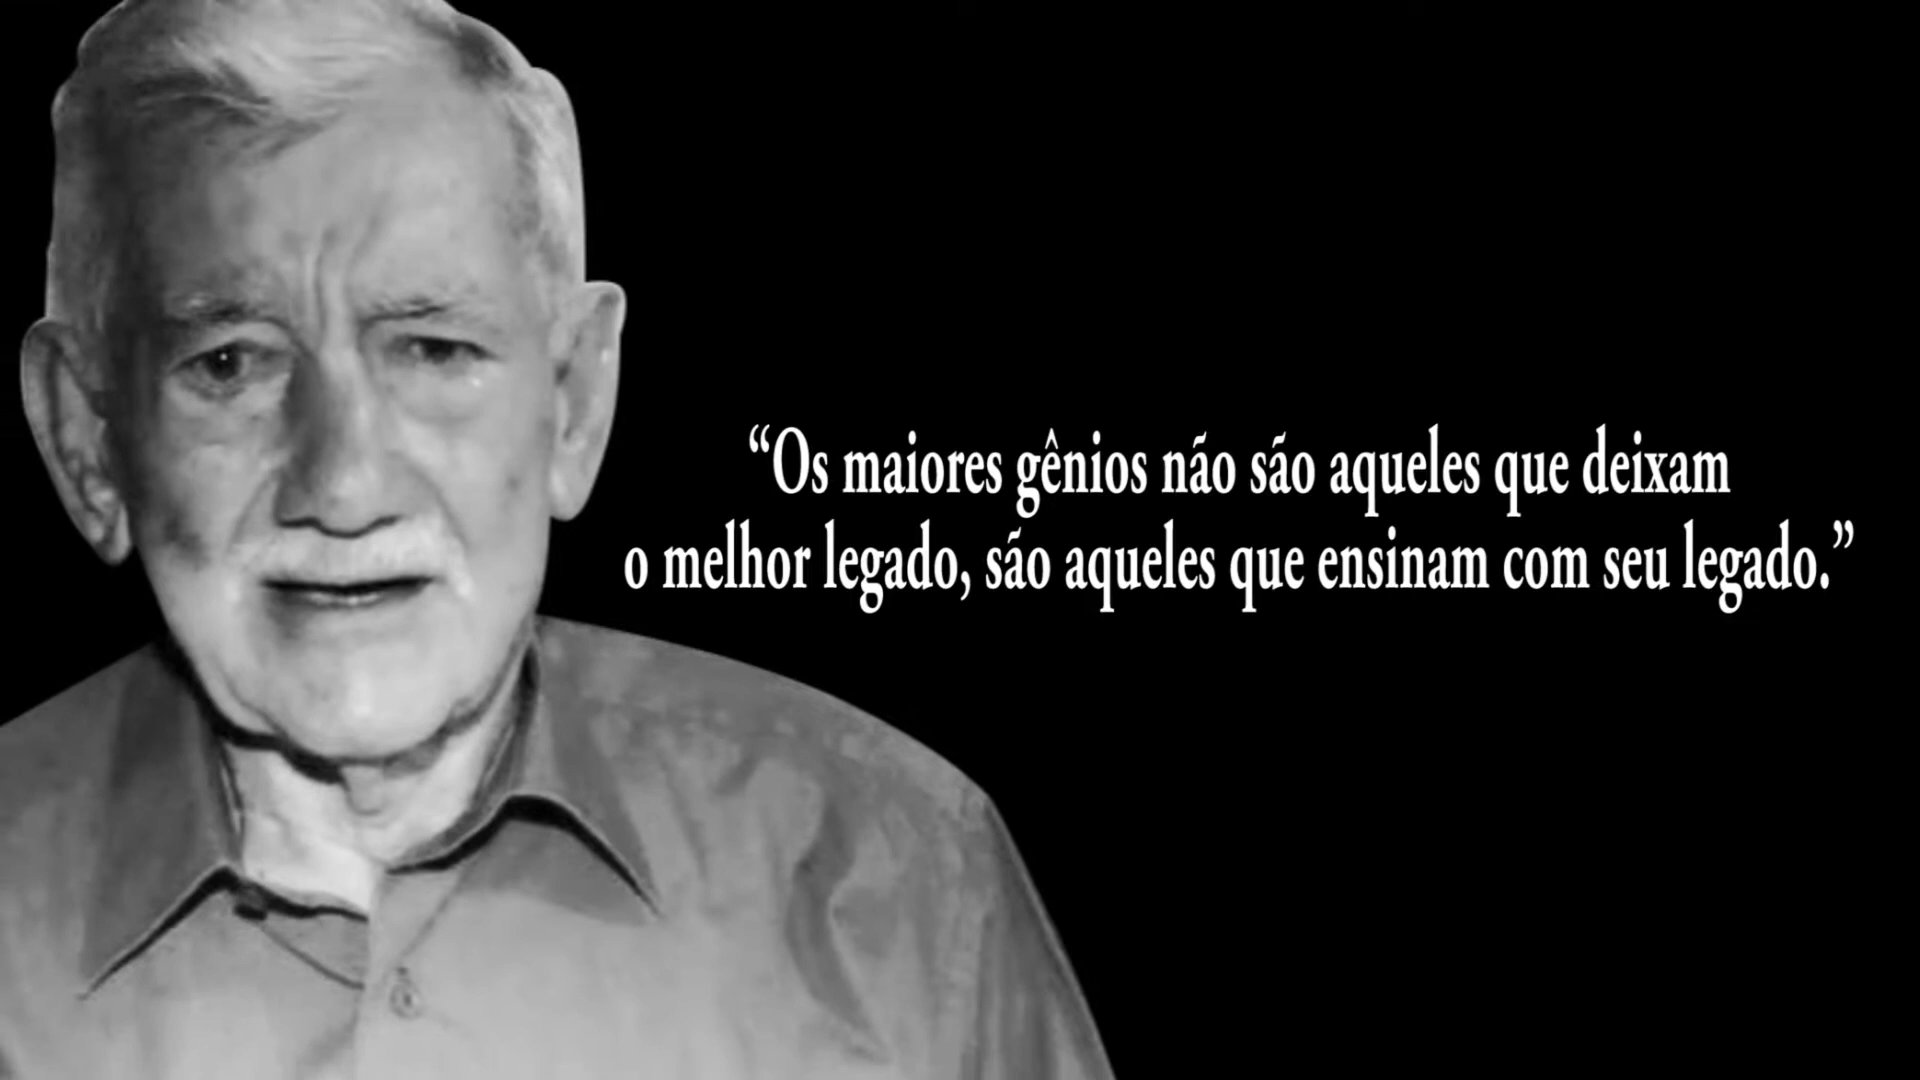 “Os maiores gênios não são aqueles que deixam
o melhor legado, são aqueles que ensinam com seu legado.”